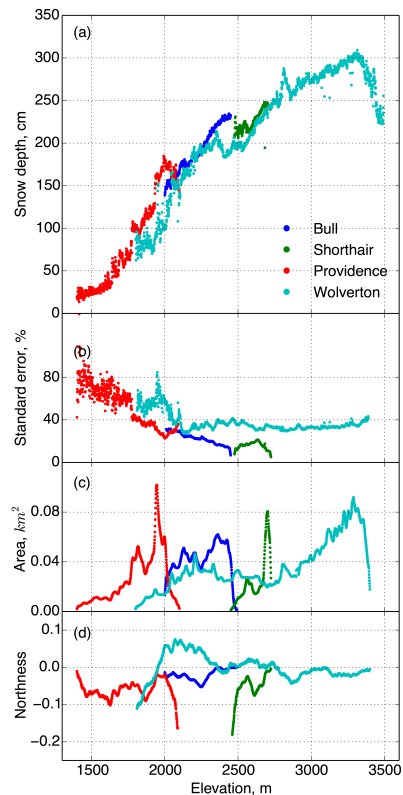 350
(a)
300
250
Snow depth, cm
200
150
Bull
100
Shorthair
Providence
50
Wolverton
0
(b)
80
Standard error, %
40
0
(c)
0.08
Area, km²
0.04
0.00
0.1
(d)
0.0
Northness
−0.1
−0.2
1500 2000 2500 3000 3500
Elevation, m